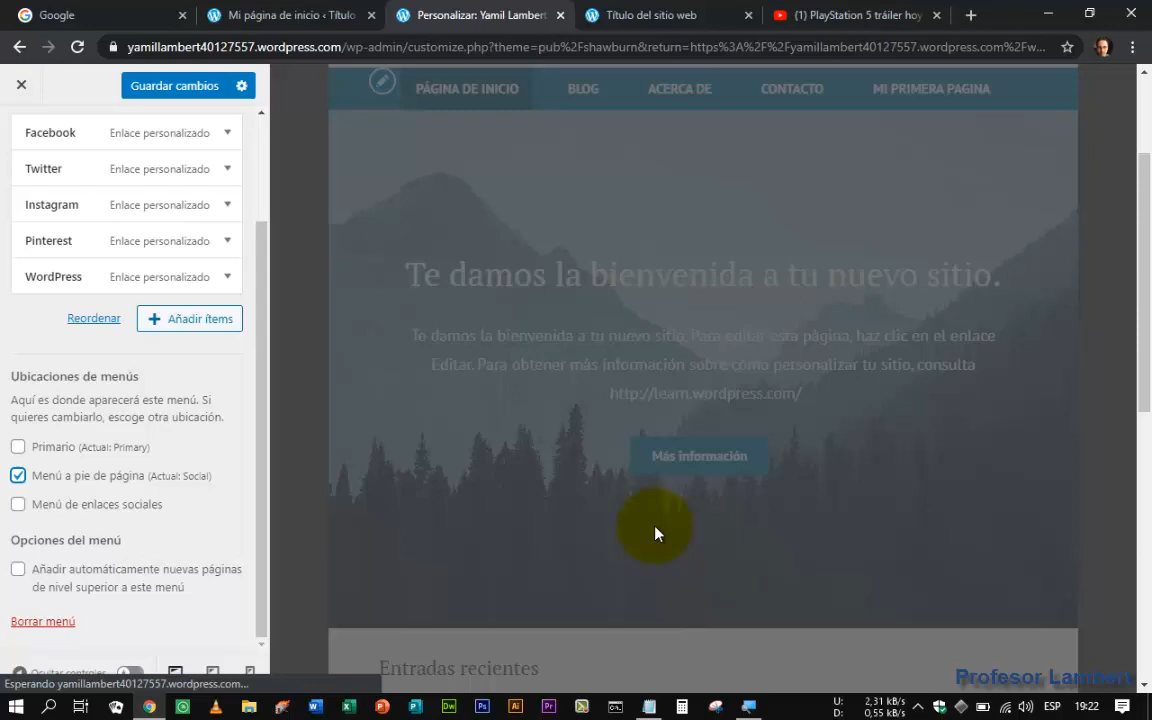 Google
Mi página de inicio ‹ Título
Personalizar: Yamil Lambert
Título del sitio web
(1) PlayStation 5 tráiler hoy
yamillambert40127557.wordpress.com/wp-admin/customize.php?theme=pub%2Fshawburn&return=https%3A%2F%2Fyamillambert40127557.wordpress.com%2Fw...
Guardar cambios
Facebook Enlace personalizado
Twitter Enlace personalizado
Instagram Enlace personalizado
Pinterest Enlace personalizado
WordPress Enlace personalizado
Reordenar
Añadir ítems
Ubicaciones de menús
Aquí es donde aparecerá este menú. Si
quieres cambiarlo, escoge otra ubicación.
Primario (Actual: Primary)
Menú a pie de página (Actual: Social)
Menú de enlaces sociales
Opciones del menú
Añadir automáticamente nuevas páginas
de nivel superior a este menú
Borrar menú
Ocultar controles
Esperando yamillambert40127557.wordpress.com...
PÁGINA DE INICIO BLOG ACERCA DE CONTACTO MI PRIMERA PAGINA
Te damos la bienvenida a tu nuevo sitio.
Te damos la bienvenida a tu nuevo sitio. Para editar esta página, haz clic en el enlace
Editar. Para obtener más información sobre cómo personalizar tu sitio, consulta
http://learn.wordpress.com/
Más información
Entradas recientes
Profesor Lambert
U: 2,31 kB/s
D: 0,55 kB/s
ESP
19:22